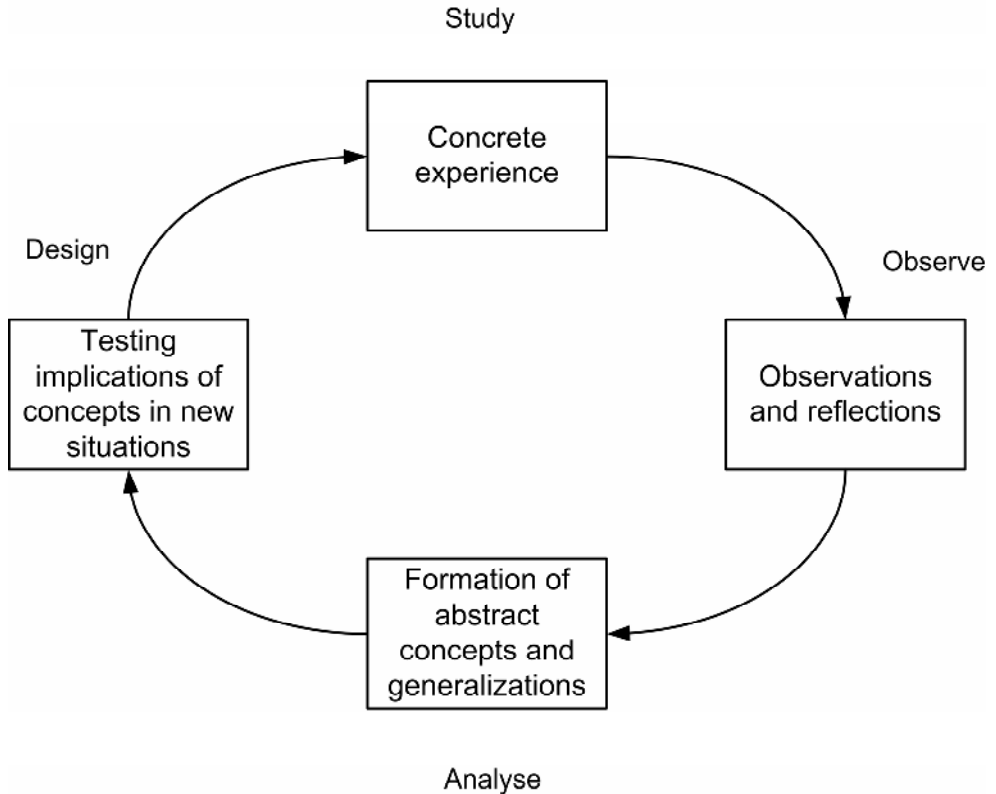 Study
Concrete
experience
Design
Observe
Testing
implications of
concepts in new
situations
Observations
and reflections
Formation of
abstract
concepts and
generalizations
Analyse